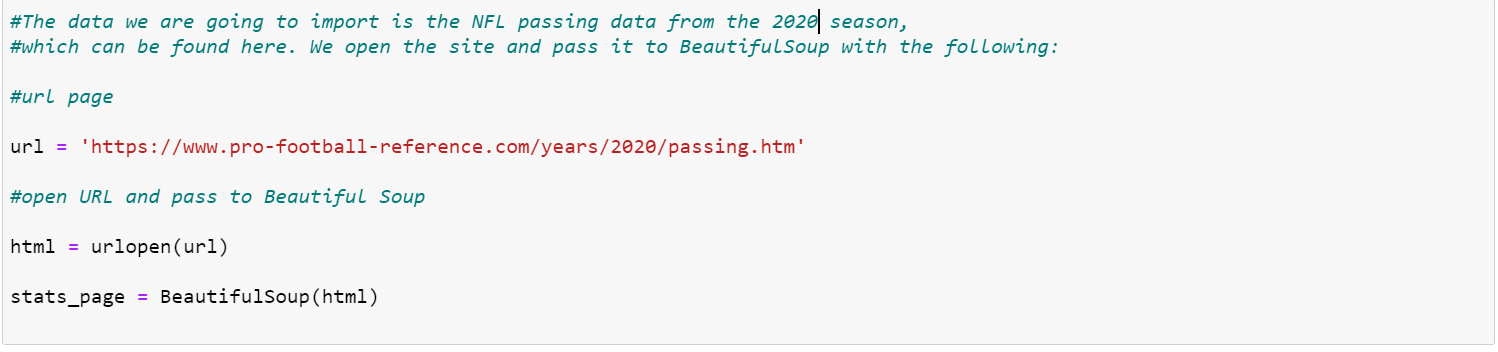 #The data we are going to import is the NFL passing data from the 2020 season,
#which can be found here. We open the site and pass it to BeautifulSoup with the following:
#url page
url = 'https://www.pro-football-reference.com/years/2020/passing.htm'
#open URL and pass to Beautiful Soup
html = urlopen(url)
stats_page = BeautifulSoup(html)